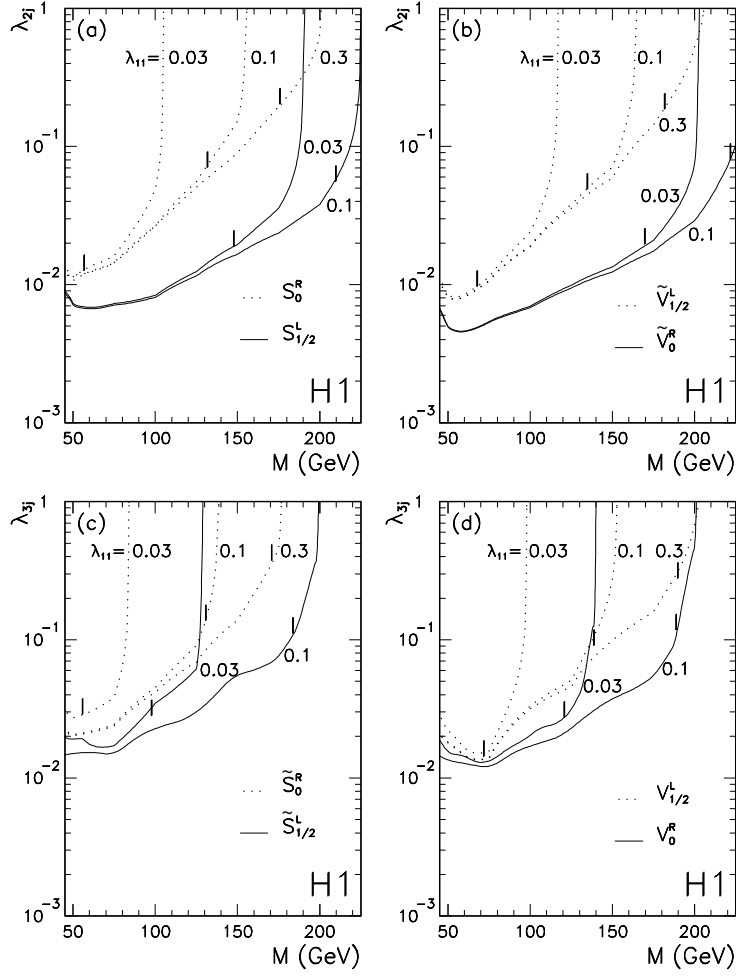 λ2j
1
10⁻¹
10⁻²
10⁻³
(a)
λ11= 0.03
0.1
0.3
0.03
0.1
S₀ᴿ
S₁/₂ᴸ
H1
50 100 150 200
M (GeV)
λ2j
1
10⁻¹
10⁻²
10⁻³
(b)
λ11= 0.03
0.1
0.3
0.03
0.1
Ṽ₁/₂ᴸ
Ṽ₀ᴿ
H1
50 100 150 200
M (GeV)
λ3j
1
10⁻¹
10⁻²
10⁻³
(c)
λ11= 0.03
0.1
0.3
0.03
0.1
S̃₀ᴿ
S̃₁/₂ᴸ
H1
50 100 150 200
M (GeV)
λ3j
1
10⁻¹
10⁻²
10⁻³
(d)
λ11= 0.03
0.1 0.3
0.03
0.1
V₁/₂ᴸ
V₀ᴿ
H1
50 100 150 200
M (GeV)